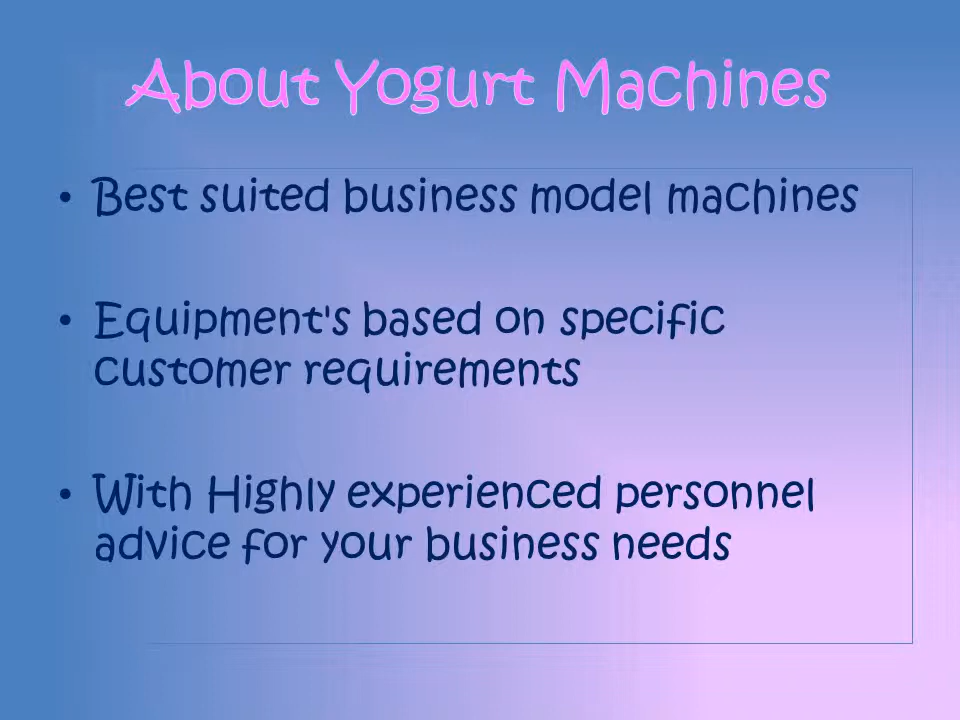 About Yogurt Machines
• Best suited business model machines
• Equipment's based on specific
customer requirements
• With Highly experienced personnel
advice for your business needs